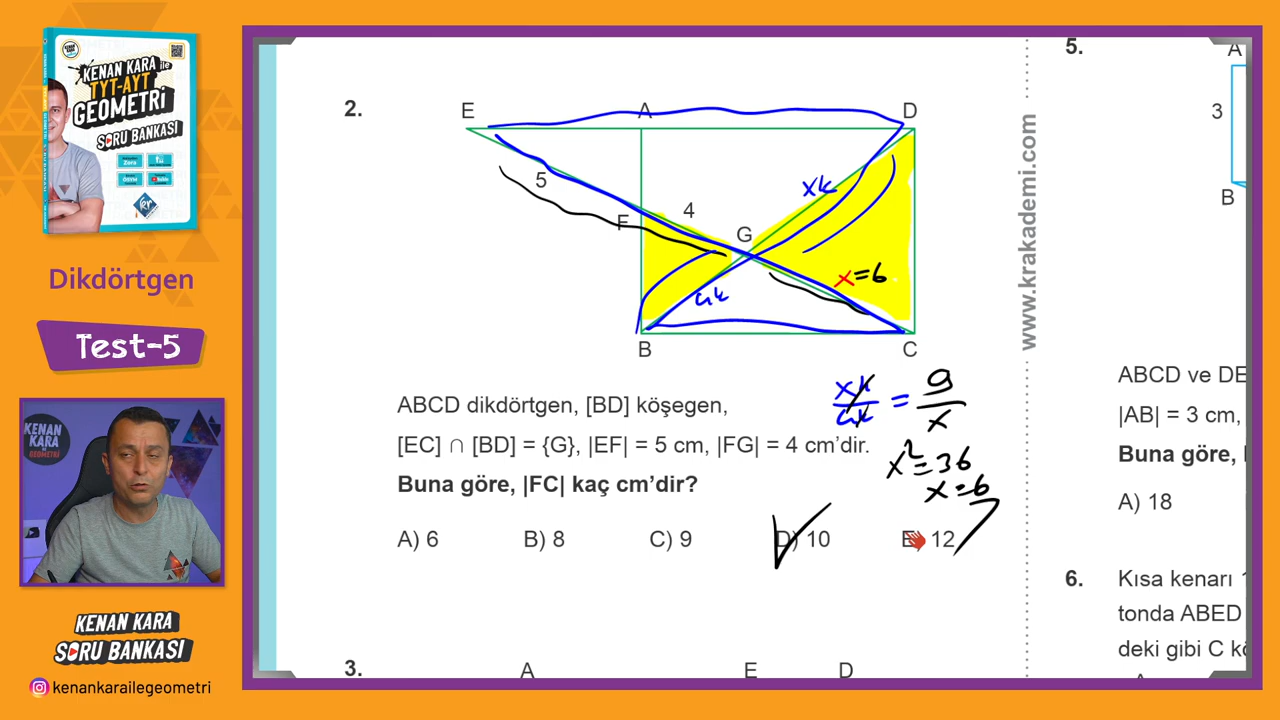 KENAN KARA ile
TYT-AYT
GEOMETRİ
SORU BANKASI
Dikdörtgen
Test-5
KENAN KARA
SORU BANKASI
kenankarailegeometri
2.
E A D
5
4
F
G
xk
4k
x=6
B C
xk/4k = 9/x
x²=36
x=6
ABCD dikdörtgen, [BD] köşegen,
[EC] ∩ [BD] = {G}, |EF| = 5 cm, |FG| = 4 cm'dir.
Buna göre, |FC| kaç cm'dir?
A) 6 B) 8 C) 9 D) 10 E) 12
3.
A E D
www.krakademi.com
5.
A
3
B
ABCD ve DE
|AB| = 3 cm,
Buna göre,
A) 18
6.
Kısa kenarı 1
tonda ABED
deki gibi C kö